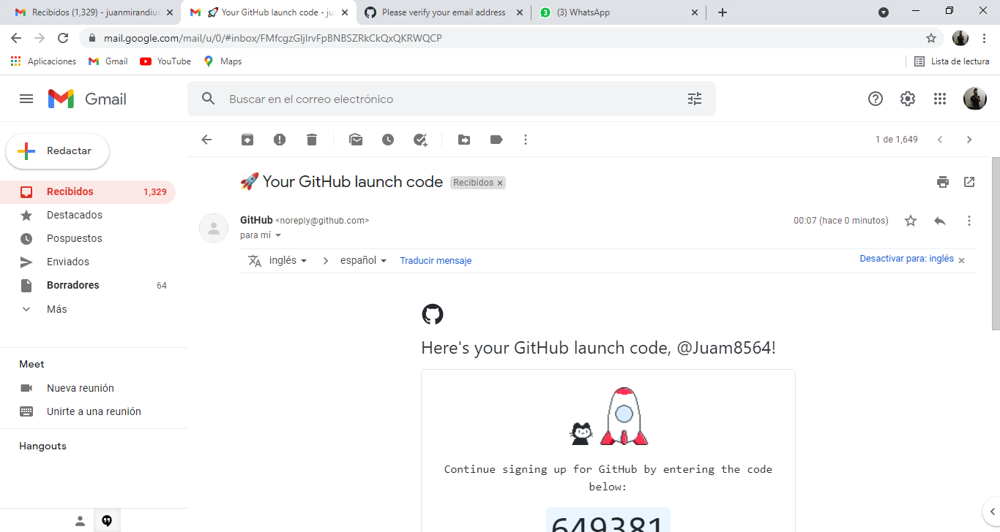 Recibidos (1,329) - juanmirandiu
Your GitHub launch code - ju
Please verify your email address
3
(3) WhatsApp
mail.google.com/mail/u/0/#inbox/FMfcgzGljlrvFpBNBSZRkCkQxQKRWQCP
Aplicaciones
Gmail
YouTube
Maps
Lista de lectura
Gmail
Buscar en el correo electrónico
Redactar
1 de 1,649
Recibidos 1,329
Destacados
Pospuestos
Enviados
Borradores 64
Más
Meet
Nueva reunión
Unirte a una reunión
Hangouts
🚀 Your GitHub launch code
Recibidos ×
GitHub <noreply@github.com>
00:07 (hace 0 minutos)
para mí
inglés
español
Traducir mensaje
Desactivar para: inglés
Here's your GitHub launch code, @Juam8564!
Continue signing up for GitHub by entering the code
below:
649381